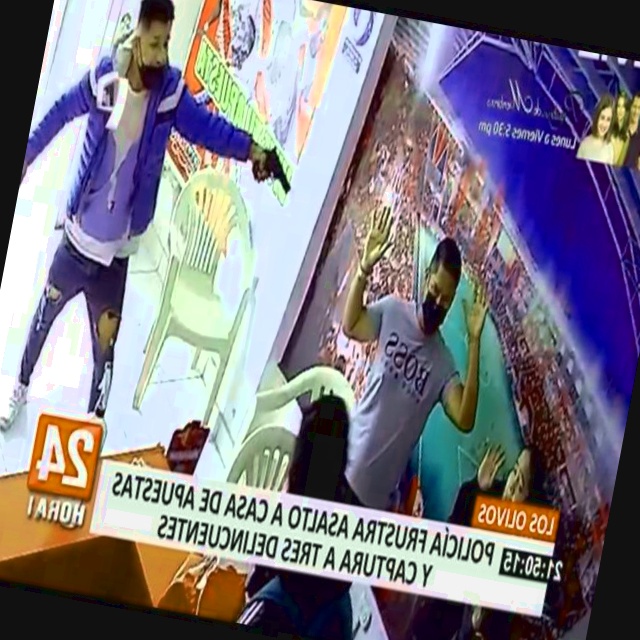 Lunes a Viernes 5:30 pm
BOSS
24
HORA
LOS OLIVOS
21:50:15
POLICÍA FRUSTRA ASALTO A CASA DE APUESTAS
Y CAPTURA A TRES DELINCUENTES